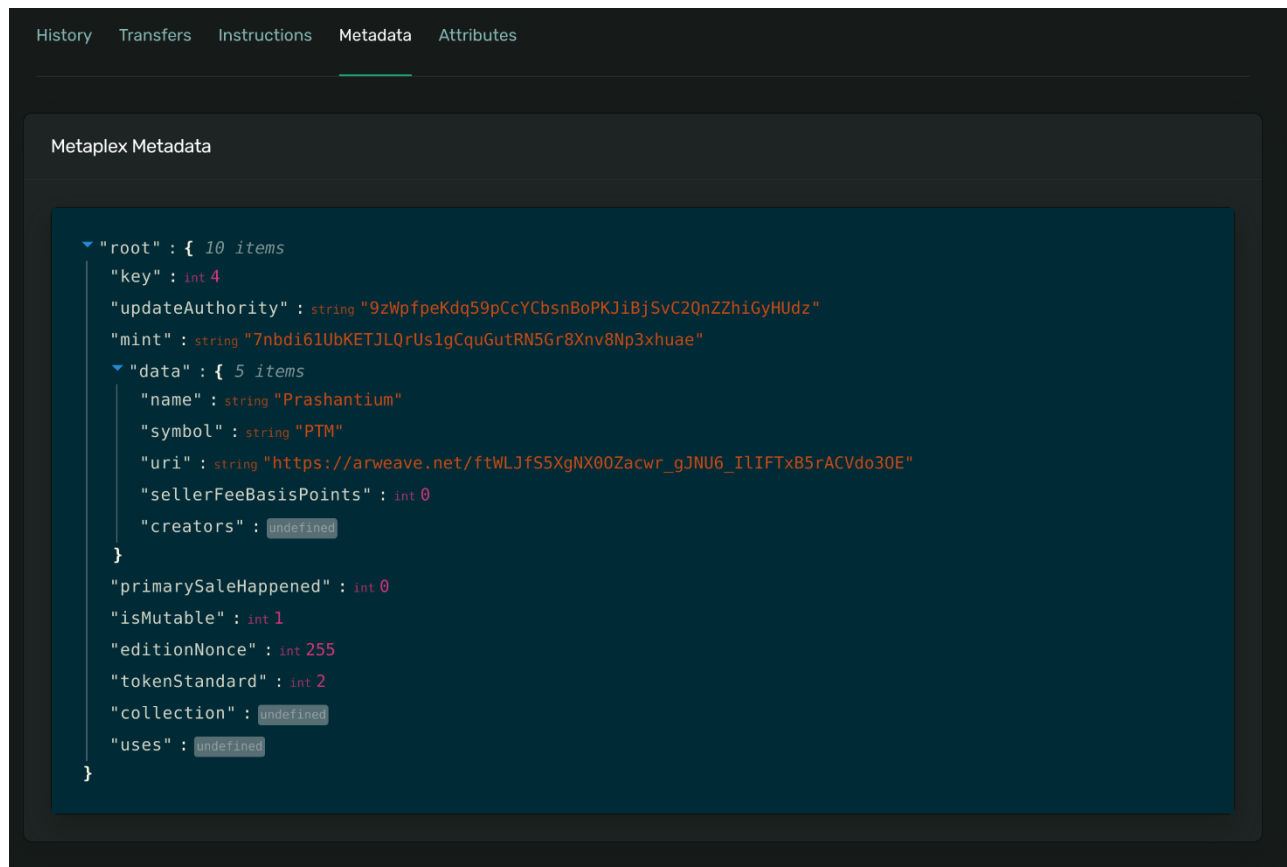 History Transfers Instructions Metadata Attributes
Metaplex Metadata
"root" : { 10 items
"key" : int 4
"updateAuthority" : string "9zWpfpeKdq59pCcYCbsnBoPKJiBjSvC2QnZZhiGyHUdz"
"mint" : string "7nbdi61UbKETJLQrUs1gCquGutRN5Gr8Xnv8Np3xhuae"
"data" : { 5 items
"name" : string "Prashantium"
"symbol" : string "PTM"
"uri" : string "https://arweave.net/ftWLJfS5XgNX0OZacwr_gJNU6_IlIFTxB5rACVdo3OE"
"sellerFeeBasisPoints" : int 0
"creators" : undefined
}
"primarySaleHappened" : int 0
"isMutable" : int 1
"editionNonce" : int 255
"tokenStandard" : int 2
"collection" : undefined
"uses" : undefined
}